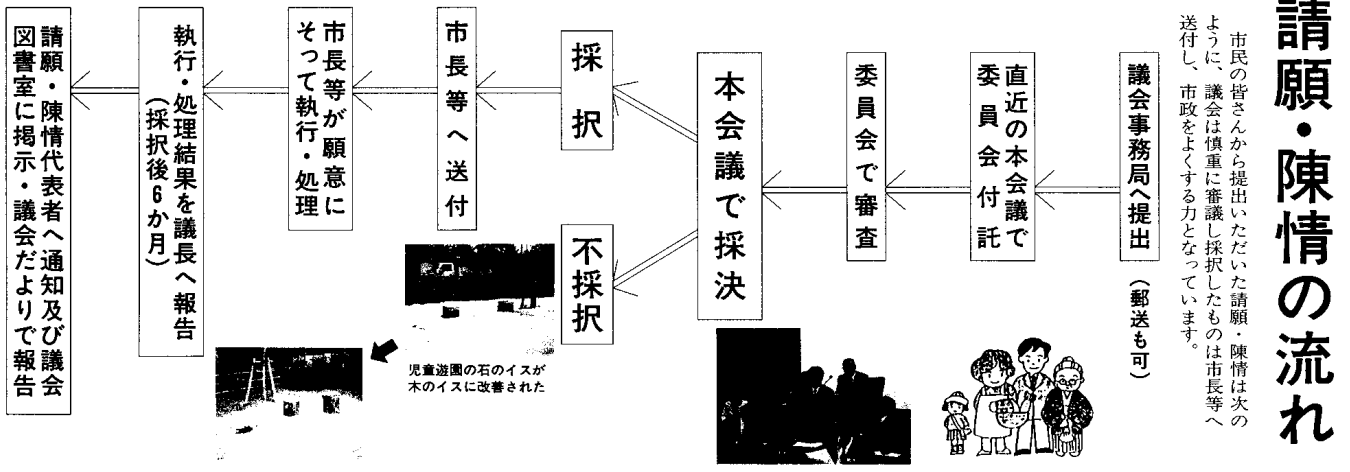 請願・陳情の流れ
市民の皆さんから提出いただいた請願・陳情は次の
ように、議会は慎重に審議し採択したものは市長等へ
送付し、市政をよくする力となっています。
議会事務局へ提出
(郵送も可)
直近の本会議で
委員会付託
委員会で審査
本会議で採決
採択
不採択
市長等へ送付
市長等が願意に
そって執行・処理
執行・処理結果を議長へ報告
(採択後6か月)
請願・陳情代表者へ通知及び議会
図書室に掲示・議会だよりで報告
児童遊園の石のイスが
木のイスに改善された